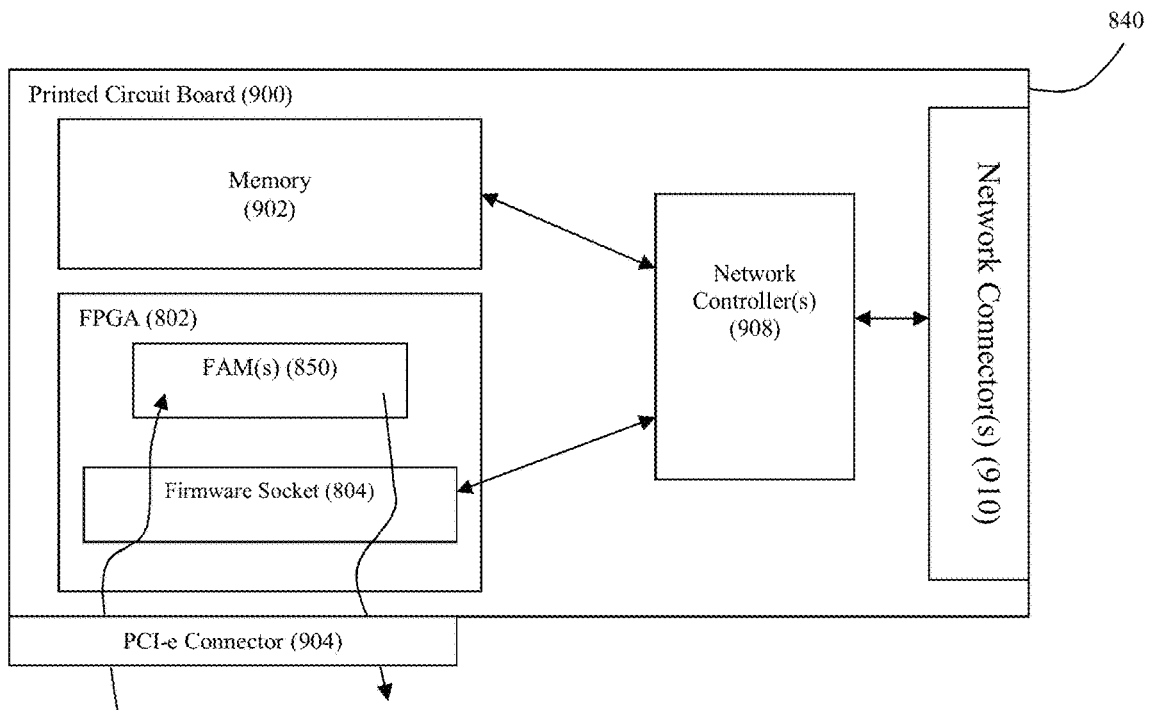 840
Printed Circuit Board (900)
Memory
(902)
FPGA (802)
FAM(s) (850)
Firmware Socket (804)
Network
Controller(s)
(908)
Network Connector(s) (910)
PCI-e Connector (904)